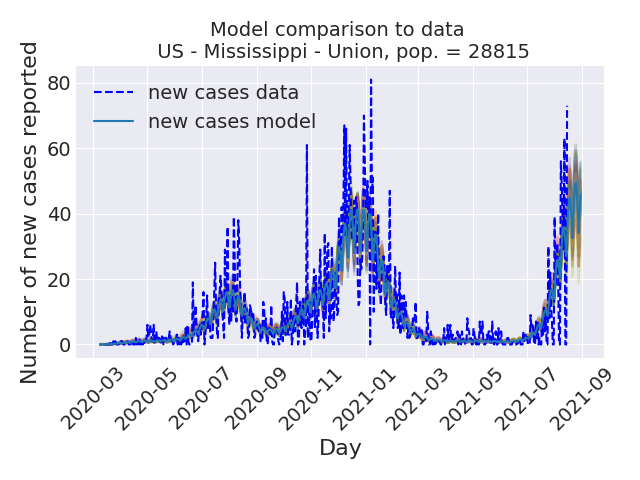 Model comparison to data
US - Mississippi - Union, pop. = 28815
Number of new cases reported
80
60
40
20
0
new cases data
new cases model
2020-03
2020-05
2020-07
2020-09
2020-11
2021-01
2021-03
2021-05
2021-07
2021-09
Day